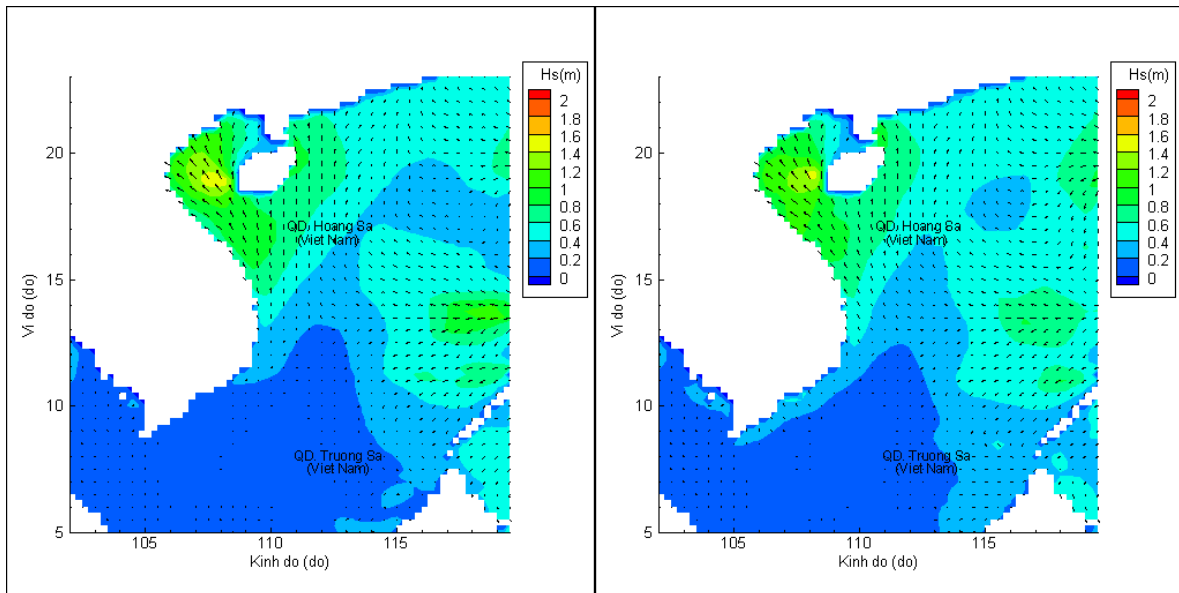 Hs(m)
2
1.8
1.6
1.4
1.2
1
0.8
0.6
0.4
0.2
0
20
15
10
5
Vi do (do)
QD. Hoang Sa
(Viet Nam)
QD. Truong Sa
(Viet Nam)
105
110
115
Kinh do (do)
Hs(m)
2
1.8
1.6
1.4
1.2
1
0.8
0.6
0.4
0.2
0
20
15
10
5
Vi do (do)
QD. Hoang Sa
(Viet Nam)
QD. Truong Sa
(Viet Nam)
105
110
115
Kinh do (do)